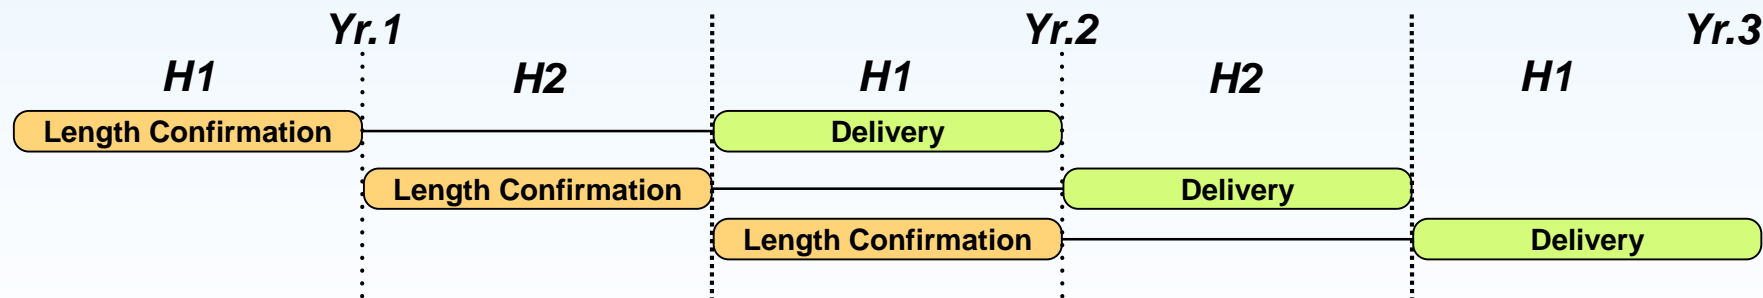 Yr.1 Yr.2 Yr.3
H1 H2 H1 H2 H1
Length Confirmation Delivery
Length Confirmation Delivery
Length Confirmation Delivery